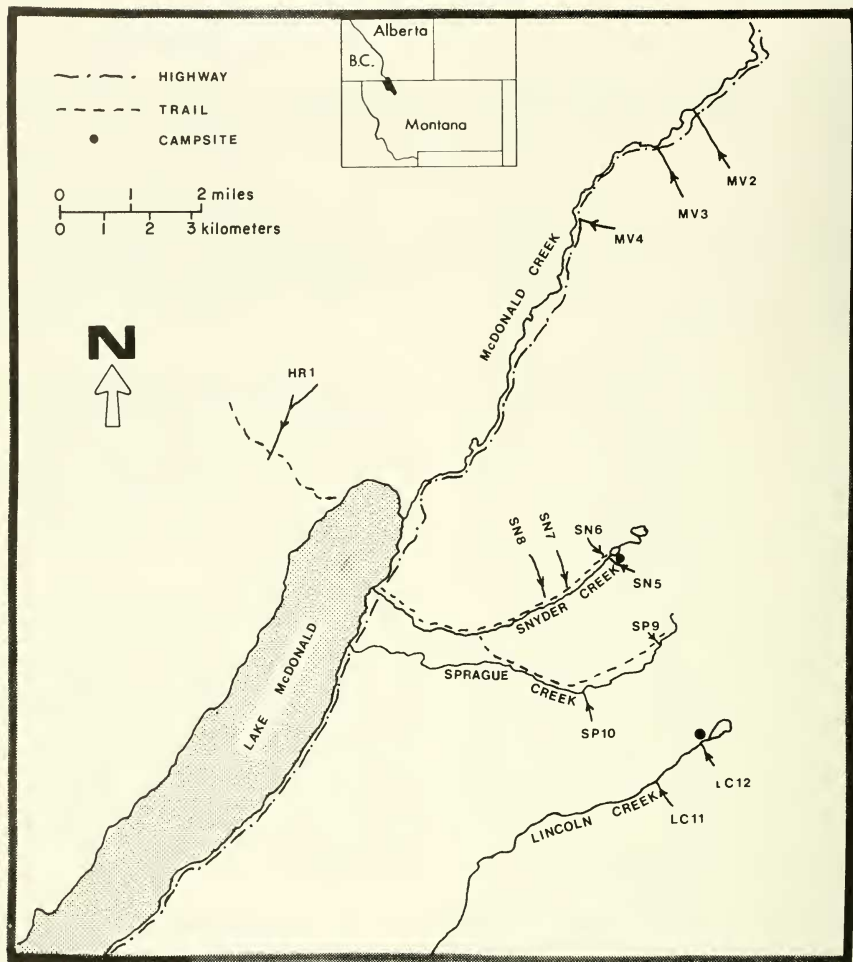 Alberta
B.C.
Montana
HIGHWAY
TRAIL
CAMPSITE
0 1 2 miles
0 1 2 3 kilometers
N
MV2
MV3
MV4
McDONALD CREEK
HR1
SN8
SN7
SN6
SN5
SNYDER CREEK
SP9
SPRAGUE CREEK
SP10
LAKE McDONALD
LC12
LC11
LINCOLN CREEK